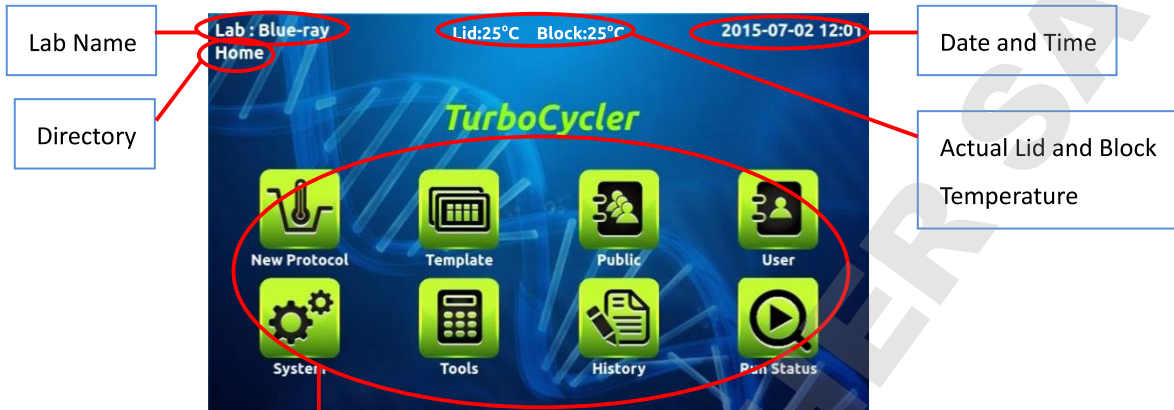 Lab Name
Directory
Lab : Blue-ray
Home
Lid:25°C Block:25°C
2015-07-02 12:01
TurboCycler
New Protocol Template Public User
System Tools History Run Status
Date and Time
Actual Lid and Block
Temperature